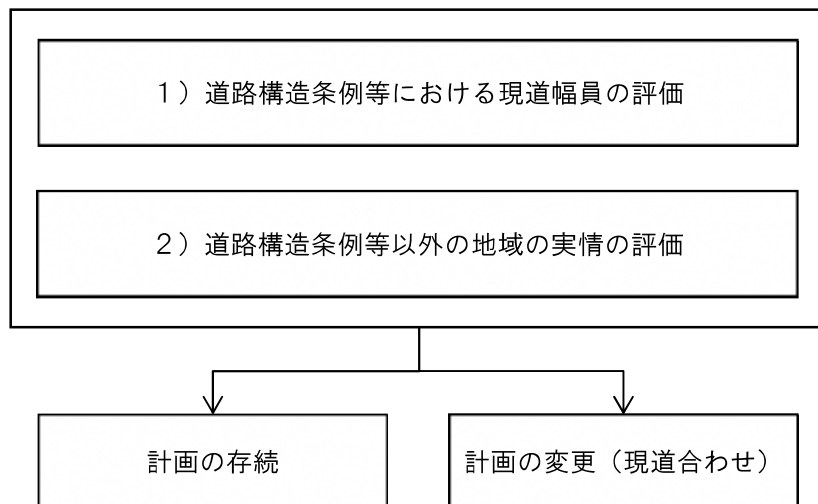 １）道路構造条例等における現道幅員の評価
２）道路構造条例等以外の地域の実情の評価
計画の存続
計画の変更（現道合わせ）